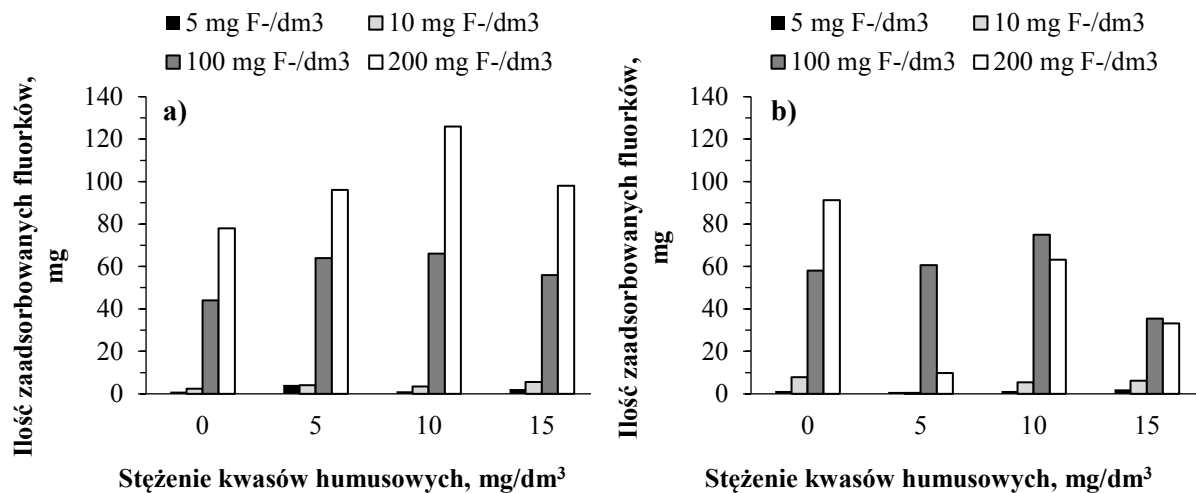 5 mg F-/dm3 10 mg F-/dm3
100 mg F-/dm3 200 mg F-/dm3
a)
Ilość zaadsorbowanych fluorków,
mg
140
120
100
80
60
40
20
0
0 5 10 15
Stężenie kwasów humusowych, mg/dm³
5 mg F-/dm3 10 mg F-/dm3
100 mg F-/dm3 200 mg F-/dm3
b)
Ilość zaadsorbowanych fluorków,
mg
140
120
100
80
60
40
20
0
0 5 10 15
Stężenie kwasów humusowych, mg/dm³